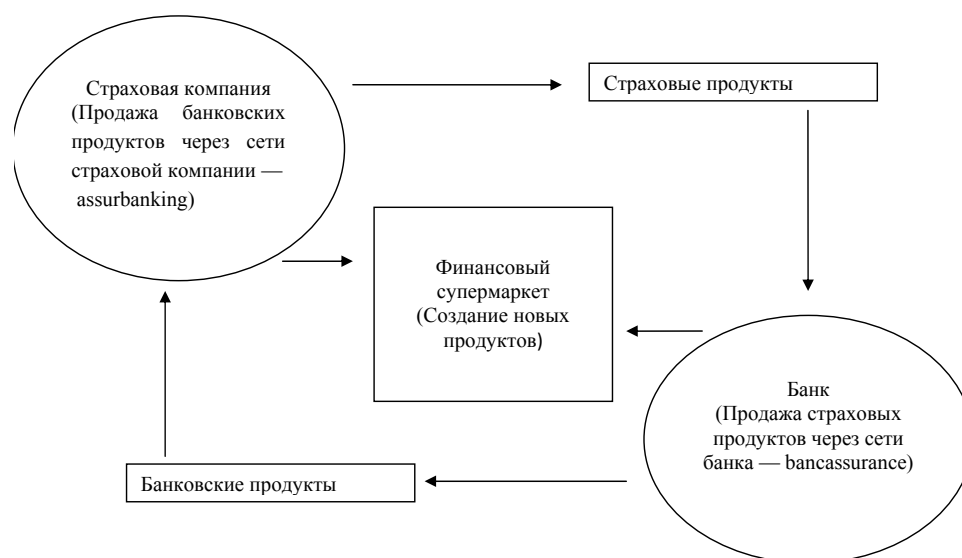 Страховая компания
(Продажа банковских
продуктов через сети
страховой компании —
assurbanking)
Страховые продукты
Финансовый
супермаркет
(Создание новых
продуктов)
Банк
(Продажа страховых
продуктов через сети
банка — bancassurance)
Банковские продукты